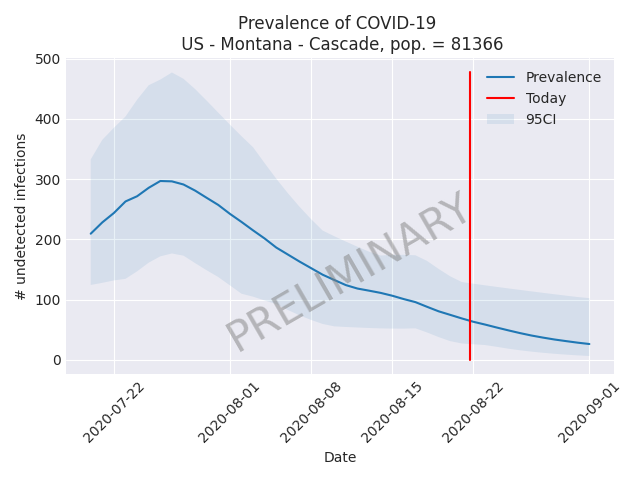 Prevalence of COVID-19
US - Montana - Cascade, pop. = 81366
# undetected infections
500
400
300
200
100
0
Prevalence
Today
95CI
PRELIMINARY
2020-07-22
2020-08-01
2020-08-08
2020-08-15
2020-08-22
2020-09-01
Date